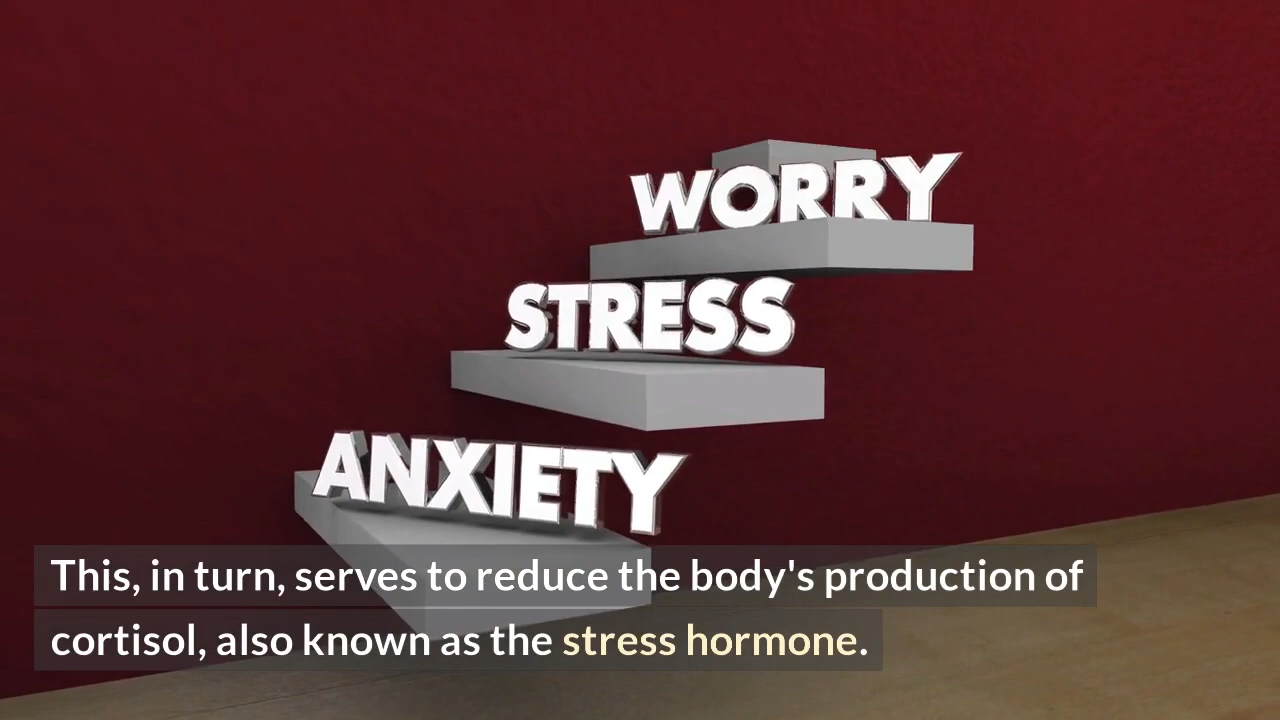 WORRY
STRESS
ANXIETY
This, in turn, serves to reduce the body's production of
cortisol, also known as the stress hormone.